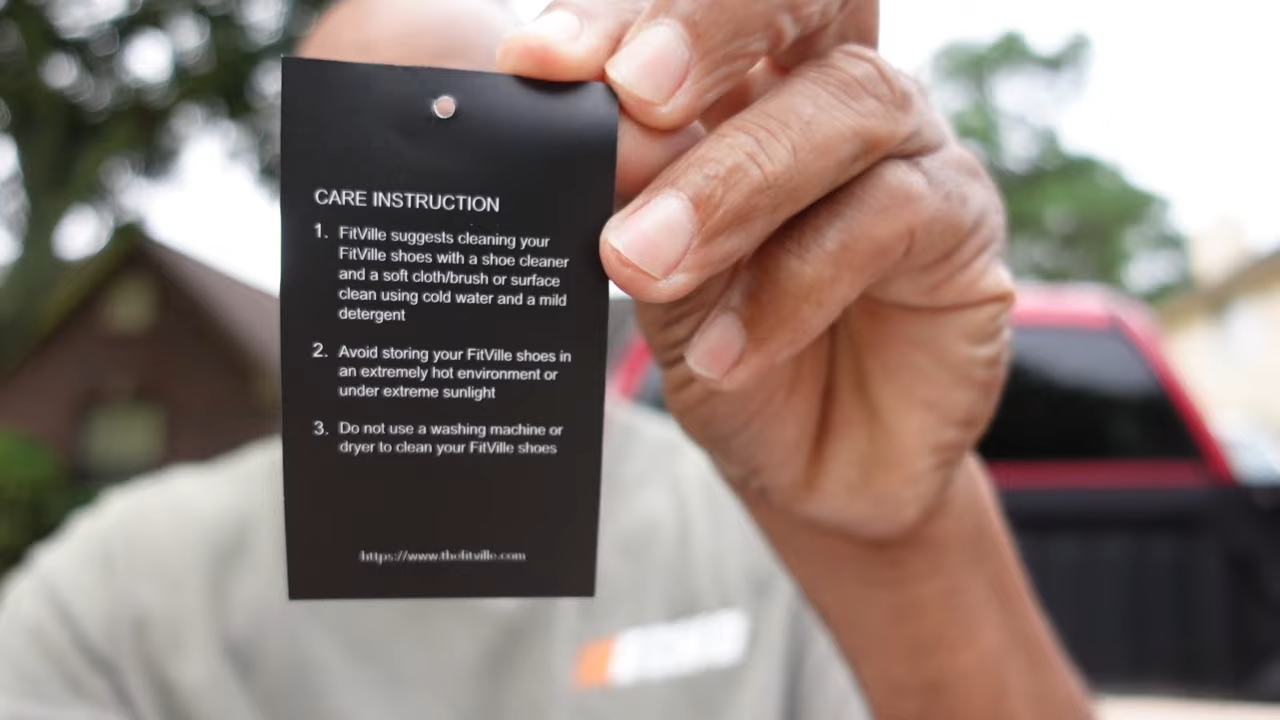 CARE INSTRUCTION
1. FitVille suggests cleaning your
FitVille shoes with a shoe cleaner
and a soft cloth/brush or surface
clean using cold water and a mild
detergent
2. Avoid storing your FitVille shoes in
an extremely hot environment or
under extreme sunlight
3. Do not use a washing machine or
dryer to clean your FitVille shoes
https://www.thefitville.com